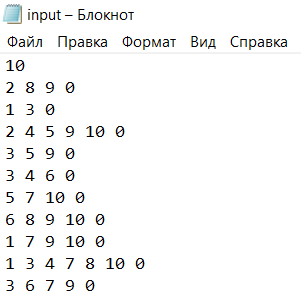 input – Блокнот
Файл Правка Формат Вид Справка
10
2 8 9 0
1 3 0
2 4 5 9 10 0
3 5 9 0
3 4 6 0
5 7 10 0
6 8 9 10 0
1 7 9 10 0
1 3 4 7 8 10 0
3 6 7 9 0